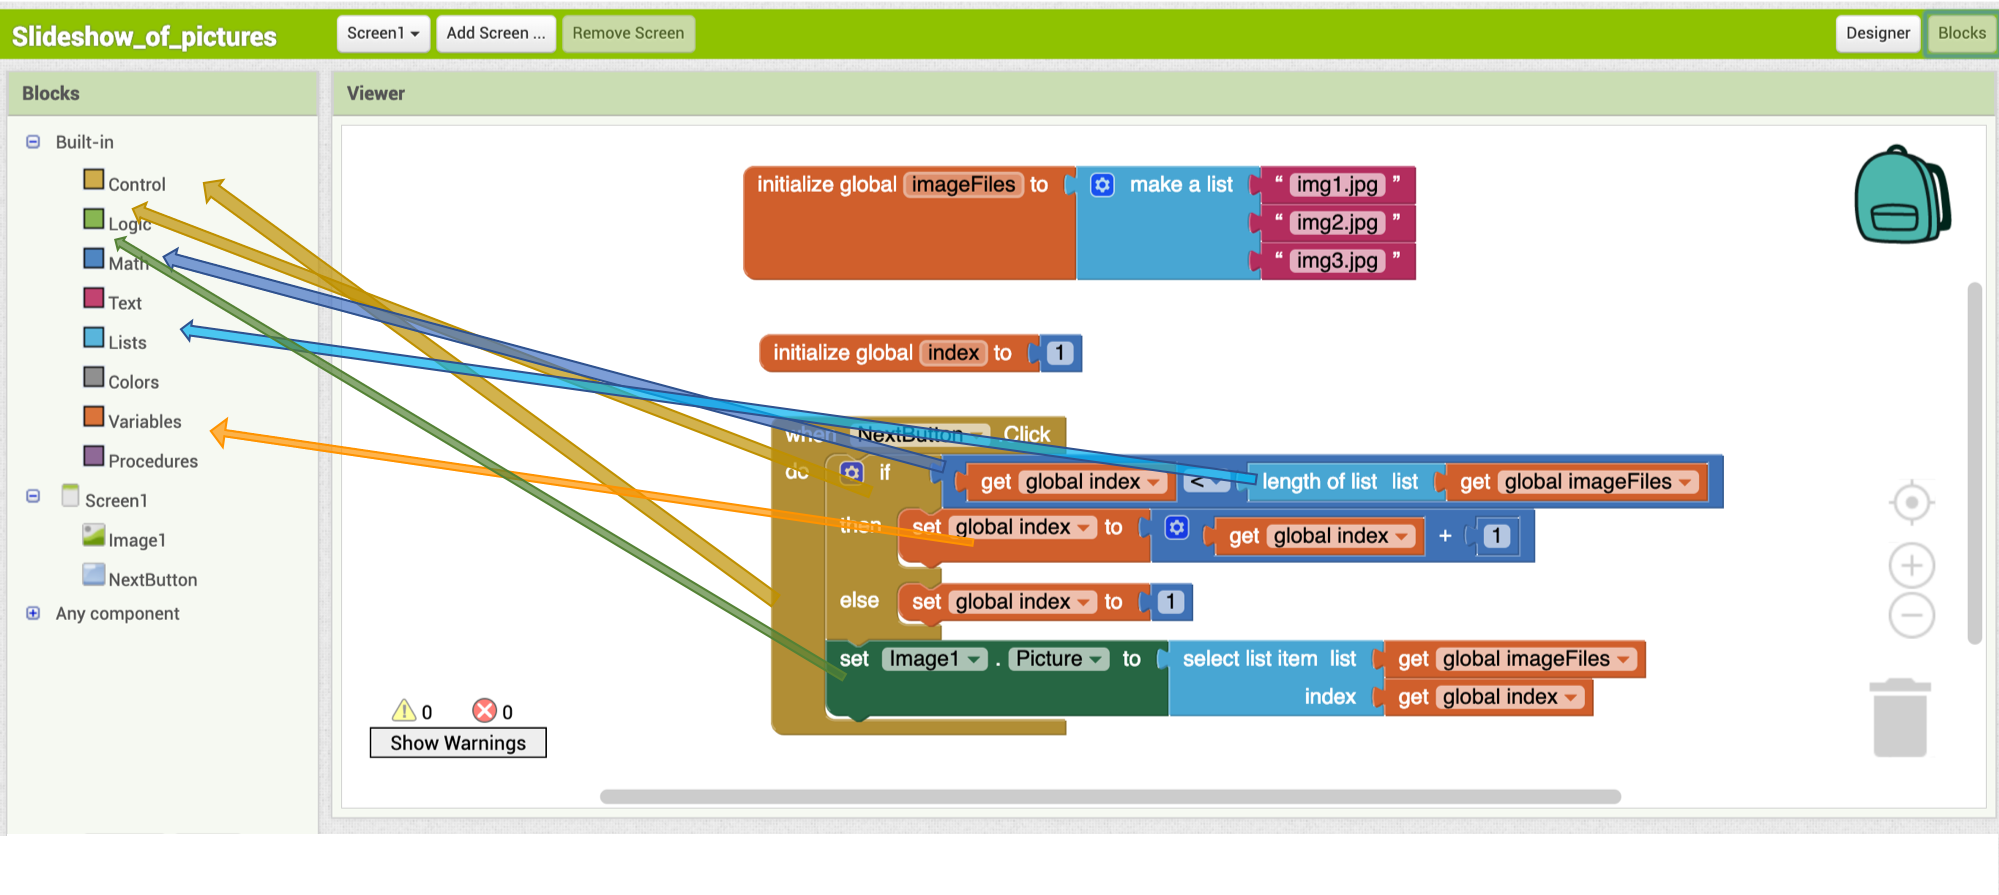 Slideshow_of_pictures
Screen1 Add Screen ... Remove Screen Designer Blocks
Blocks
Viewer
Built-in
Control
Logic
Math
Text
Lists
Colors
Variables
Procedures
Screen1
Image1
NextButton
Any component
initialize global imageFiles to make a list “ img1.jpg ”
“ img2.jpg ”
“ img3.jpg ”
initialize global index to 1
when NextButton .Click
do if get global index < length of list list get global imageFiles
then set global index to get global index + 1
else set global index to 1
set Image1 . Picture to select list item list get global imageFiles
index get global index
0 0
Show Warnings